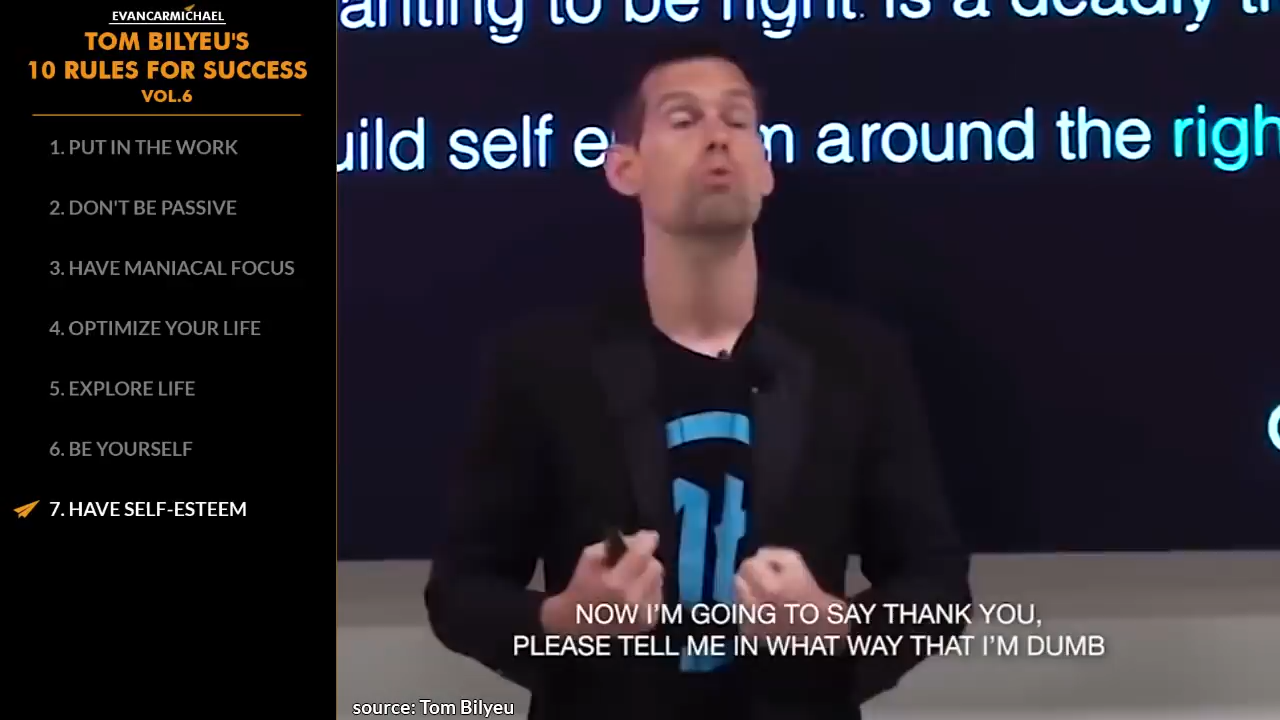 EVANCARMICHAEL
TOM BILYEU'S
10 RULES FOR SUCCESS
VOL.6
1. PUT IN THE WORK
2. DON'T BE PASSIVE
3. HAVE MANIACAL FOCUS
4. OPTIMIZE YOUR LIFE
5. EXPLORE LIFE
6. BE YOURSELF
7. HAVE SELF-ESTEEM
to be right is a deadly
self around the
NOW I'M GOING TO SAY THANK YOU,
PLEASE TELL ME IN WHAT WAY THAT I'M DUMB
source: Tom Bilyeu